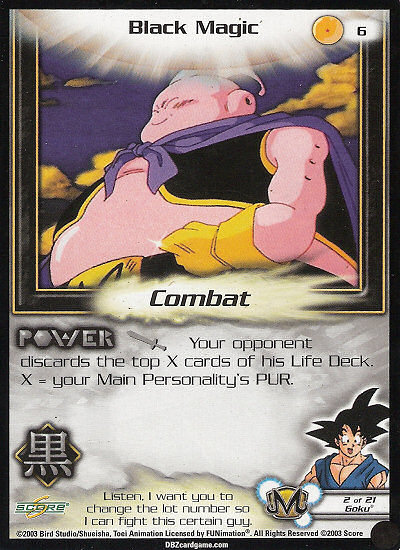 Black Magic
6
Combat
POWER Your opponent
discards the top X cards of his Life Deck.
X = your Main Personality's PUR.
黒
SCORE
Listen, I want you to
change the lot number so
I can fight this certain guy.
M
2 of 21
Goku
©2003 Bird Studio/Shueisha, Toei Animation Licensed by FUNimation®. All Rights Reserved ©2003 Score
DBZcardgame.com